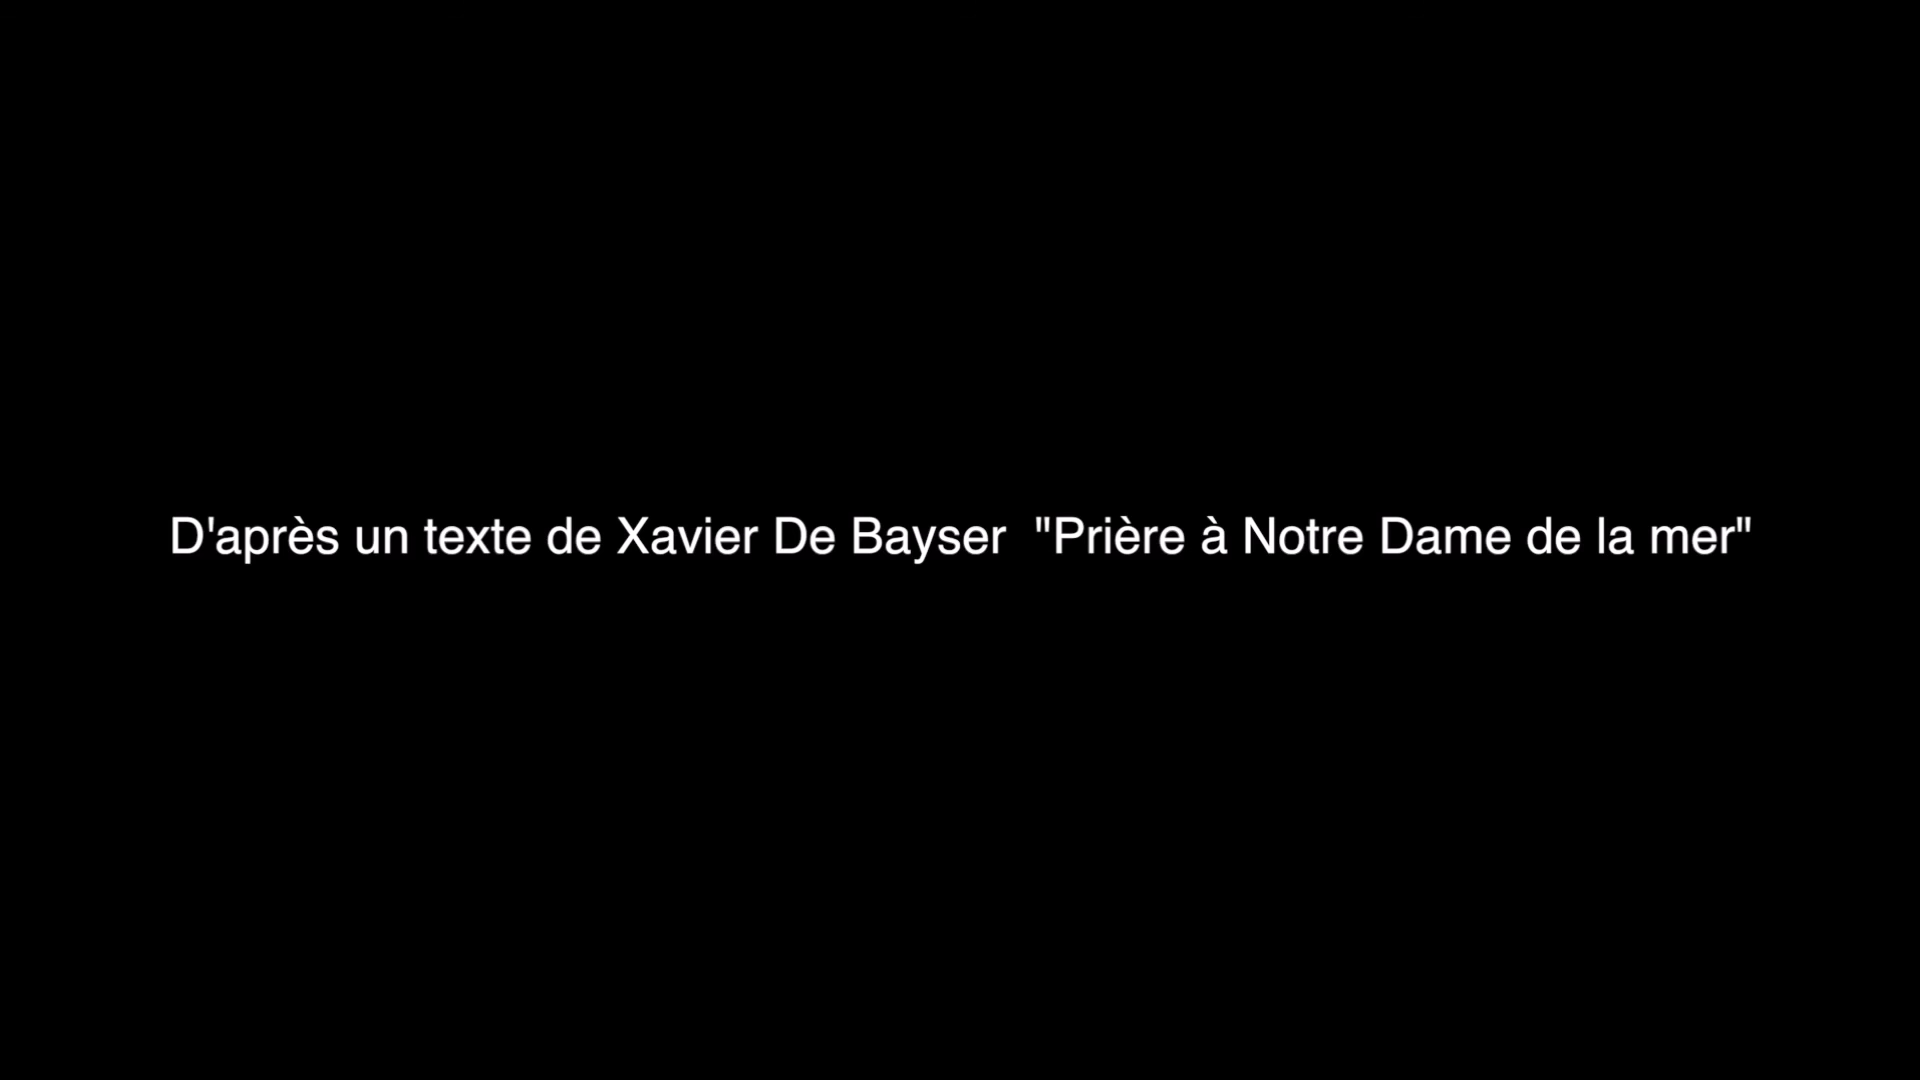 D'après un texte de Xavier De Bayser  "Prière à Notre Dame de la mer"